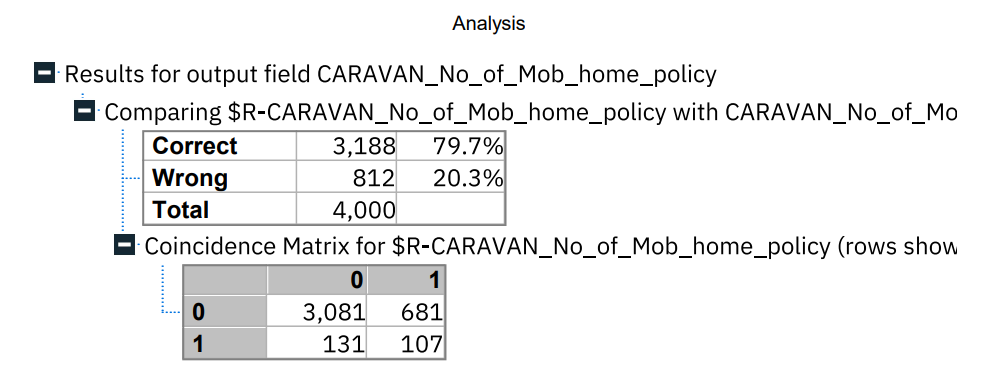 Analysis
Results for output field CARAVAN_No_of_Mob_home_policy
Comparing $R-CARAVAN_No_of_Mob_home_policy with CARAVAN_No_of_Mo
Correct 3,188 79.7%
Wrong 812 20.3%
Total 4,000
Coincidence Matrix for $R-CARAVAN_No_of_Mob_home_policy (rows show
0 1
0 3,081 681
1 131 107